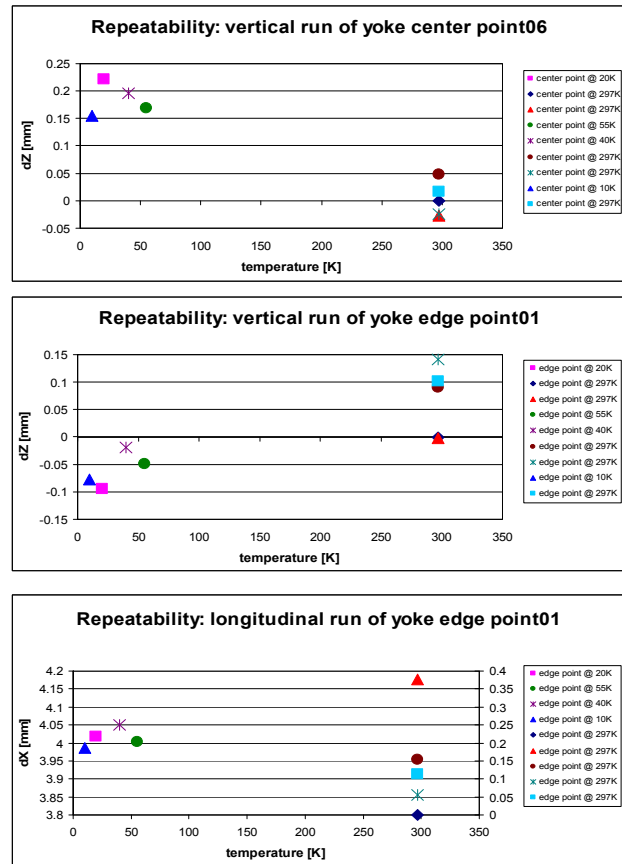 Repeatability: vertical run of yoke center point06
0.25
0.2
0.15
0.1
0.05
0
-0.05
dZ [mm]
0 50 100 150 200 250 300 350
temperature [K]
center point @ 20K
center point @ 297K
center point @ 297K
center point @ 55K
center point @ 40K
center point @ 297K
center point @ 297K
center point @ 10K
center point @ 297K
Repeatability: vertical run of yoke edge point01
0.15
0.1
0.05
0
-0.05
-0.1
-0.15
dZ [mm]
0 50 100 150 200 250 300 350
temperature [K]
edge point @ 20K
edge point @ 297K
edge point @ 297K
edge point @ 55K
edge point @ 40K
edge point @ 297K
edge point @ 297K
edge point @ 10K
edge point @ 297K
Repeatability: longitudinal run of yoke edge point01
4.2
4.15
4.1
4.05
4
3.95
3.9
3.85
3.8
dX [mm]
0.4
0.35
0.3
0.25
0.2
0.15
0.1
0.05
0
0 50 100 150 200 250 300 350
temperature [K]
edge point @ 20K
edge point @ 55K
edge point @ 40K
edge point @ 10K
edge point @ 297K
edge point @ 297K
edge point @ 297K
edge point @ 297K
edge point @ 297K